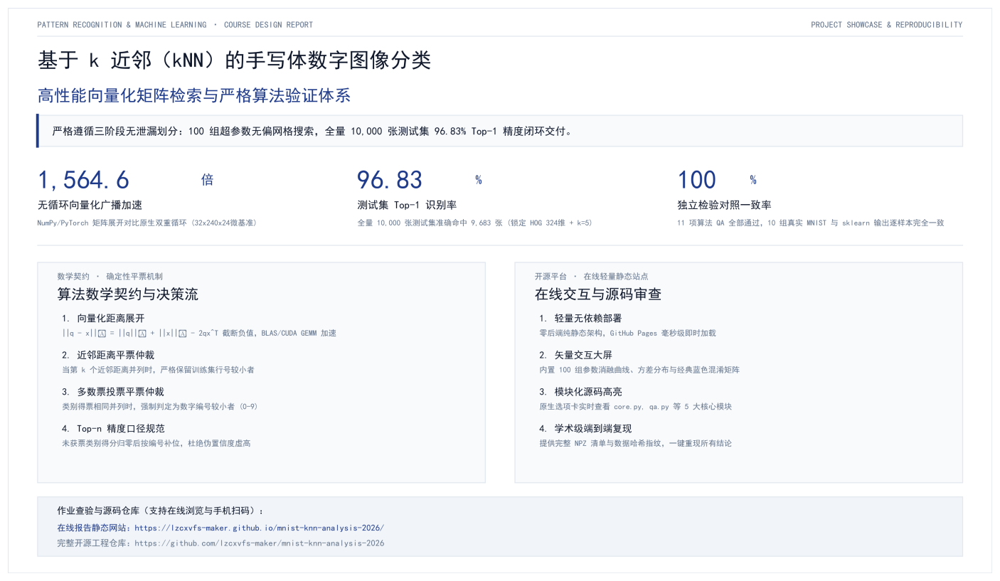 PATTERN RECOGNITION & MACHINE LEARNING · COURSE DESIGN REPORT
PROJECT SHOWCASE & REPRODUCIBILITY
基于 k 近邻（kNN）的手写体数字图像分类
高性能向量化矩阵检索与严格算法验证体系
严格遵循三阶段无泄漏划分：100 组超参数无偏网格搜索，全量 10,000 张测试集 96.83% Top-1 精度闭环交付。
1,564.6 倍
无循环向量化广播加速
NumPy/PyTorch 矩阵展开对比原生双重循环（32x240x24微基准）
96.83 %
测试集 Top-1 识别率
全量 10,000 张测试集准确命中 9,683 张（锁定 HOG 324维 + k=5）
100 %
独立检验对照一致率
11 项算法 QA 全部通过，10 组真实 MNIST 与 sklearn 输出逐样本完全一致
数学契约 · 确定性平票机制
算法数学契约与决策流
1. 向量化距离展开
||q - x|| = ||q|| + ||x|| - 2qx^T 截断负值，BLAS/CUDA GEMM 加速
2. 近邻距离平票仲裁
当第 k 个近邻距离并列时，严格保留训练集行号较小者
3. 多数票投票平票仲裁
类别得票相同并列时，强制判定为数字编号较小者（0-9）
4. Top-n 精度口径规范
未获票类别得分归零后按编号补位，杜绝伪置信度虚高
开源平台 · 在线轻量静态站点
在线交互与源码审查
1. 轻量无依赖部署
零后端纯静态架构，GitHub Pages 毫秒级即时加载
2. 矢量交互大屏
内置 100 组参数消融曲线、方差分布与经典蓝色混淆矩阵
3. 模块化源码高亮
原生选项卡实时查看 core.py, qa.py 等 5 大核心模块
4. 学术级端到端复现
提供完整 NPZ 清单与数据哈希指纹，一键重现所有结论
作业查验与源码仓库（支持在线浏览与手机扫码）：
在线报告静态网站：https://lzcxvfs-maker.github.io/mnist-knn-analysis-2026/
完整开源工程仓库：https://github.com/lzcxvfs-maker/mnist-knn-analysis-2026